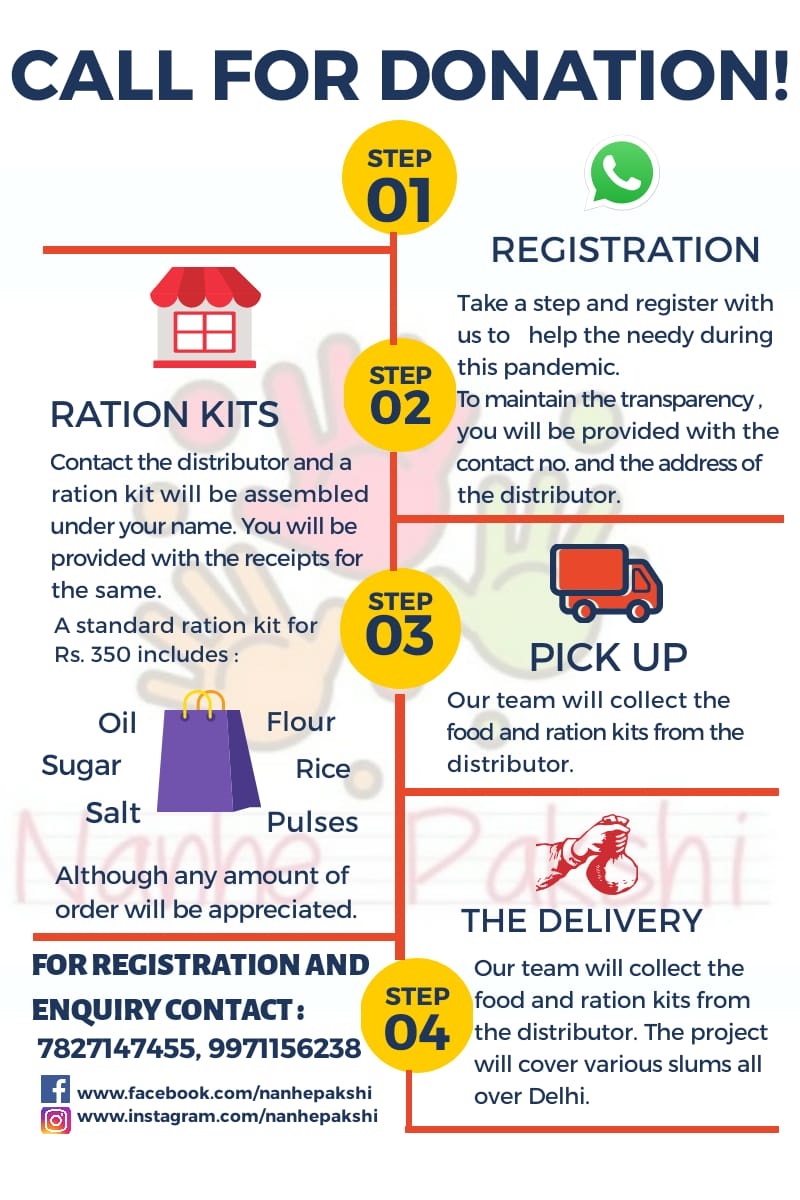 CALL FOR DONATION!
STEP
01
REGISTRATION
Take a step and register with
us to help the needy during
this pandemic.
To maintain the transparency ,
you will be provided with the
contact no. and the address of
the distributor.
STEP
02
RATION KITS
Contact the distributor and a
ration kit will be assembled
under your name. You will be
provided with the receipts for
the same.
A standard ration kit for
Rs. 350 includes :
Oil
Flour
Sugar
Rice
Salt
Pulses
Although any amount of
order will be appreciated.
STEP
03
PICK UP
Our team will collect the
food and ration kits from the
distributor.
Nanhe Pakshi
STEP
04
THE DELIVERY
Our team will collect the
food and ration kits from
the distributor. The project
will cover various slums all
over Delhi.
FOR REGISTRATION AND
ENQUIRY CONTACT :
7827147455, 9971156238
www.facebook.com/nanhepakshi
www.instagram.com/nanhepakshi